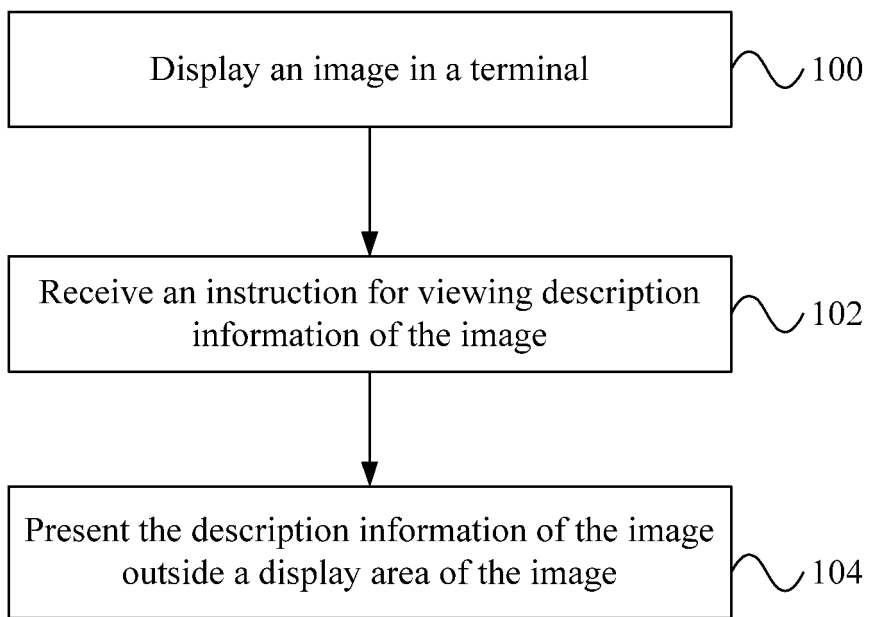 Display an image in a terminal
100
Receive an instruction for viewing description
information of the image
102
Present the description information of the image
outside a display area of the image
104